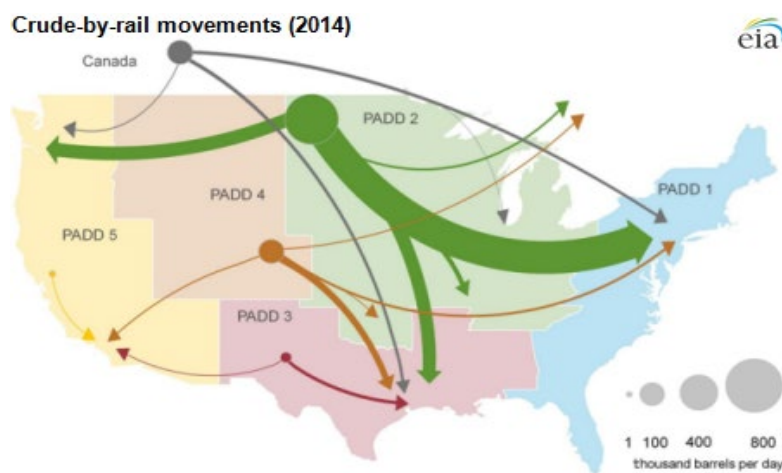 Crude-by-rail movements (2014)
eia
Canada
PADD 2
PADD 1
PADD 4
PADD 5
PADD 3
1 100 400 800
thousand barrels per day